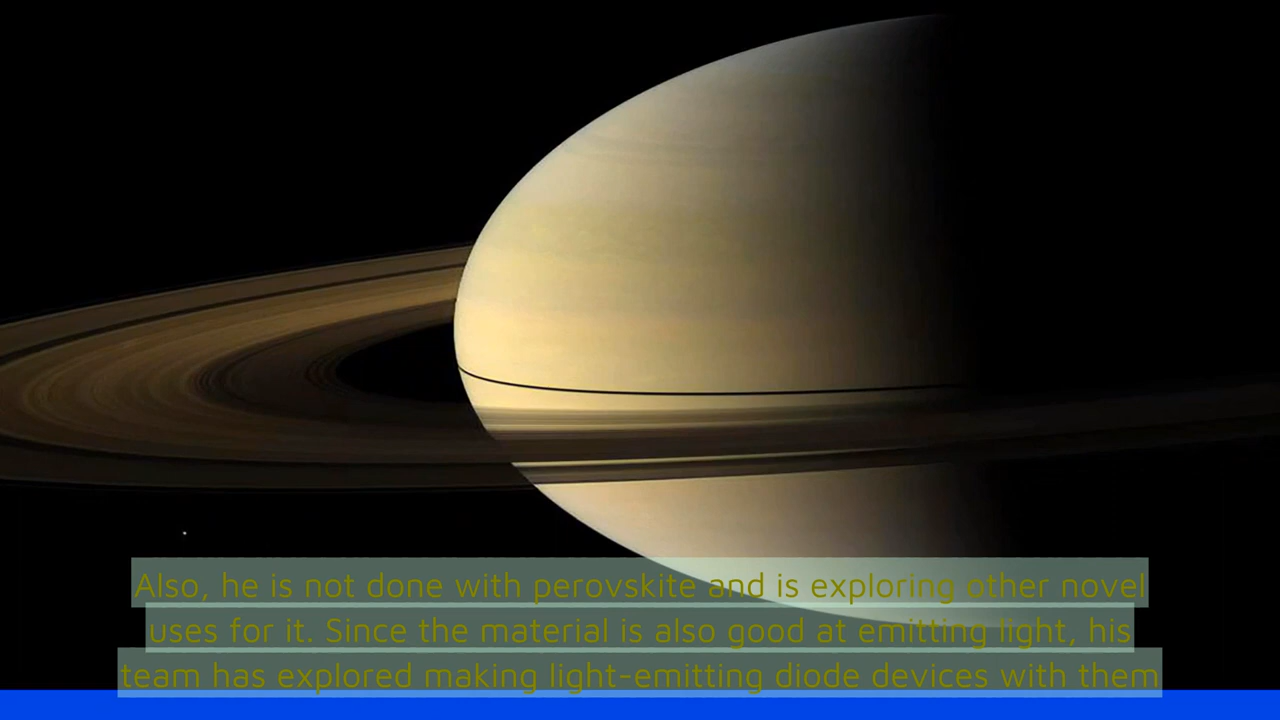 Also, he is not done with perovskite and is exploring other novel
uses for it. Since the material is also good at emitting light, his
team has explored making light-emitting diode devices with them